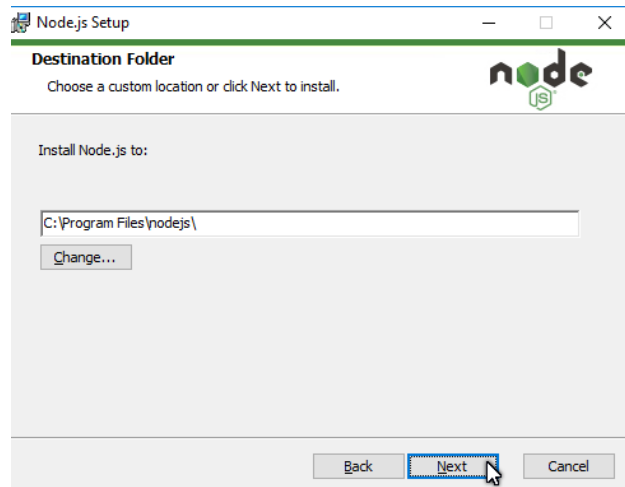 Node.js Setup
Destination Folder
Choose a custom location or click Next to install.
node
JS
Install Node.js to:
C:\Program Files\nodejs\
Change...
Back Next Cancel